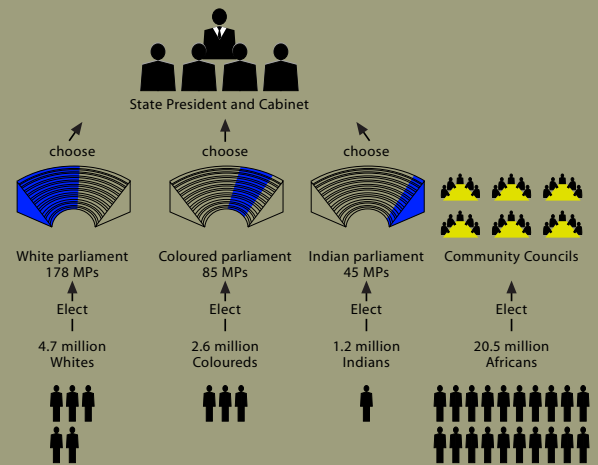 State President and Cabinet
choose
choose
choose
White parliament
178 MPs
Coloured parliament
85 MPs
Indian parliament
45 MPs
Community Councils
Elect
Elect
Elect
Elect
4.7 million
Whites
2.6 million
Coloureds
1.2 million
Indians
20.5 million
Africans